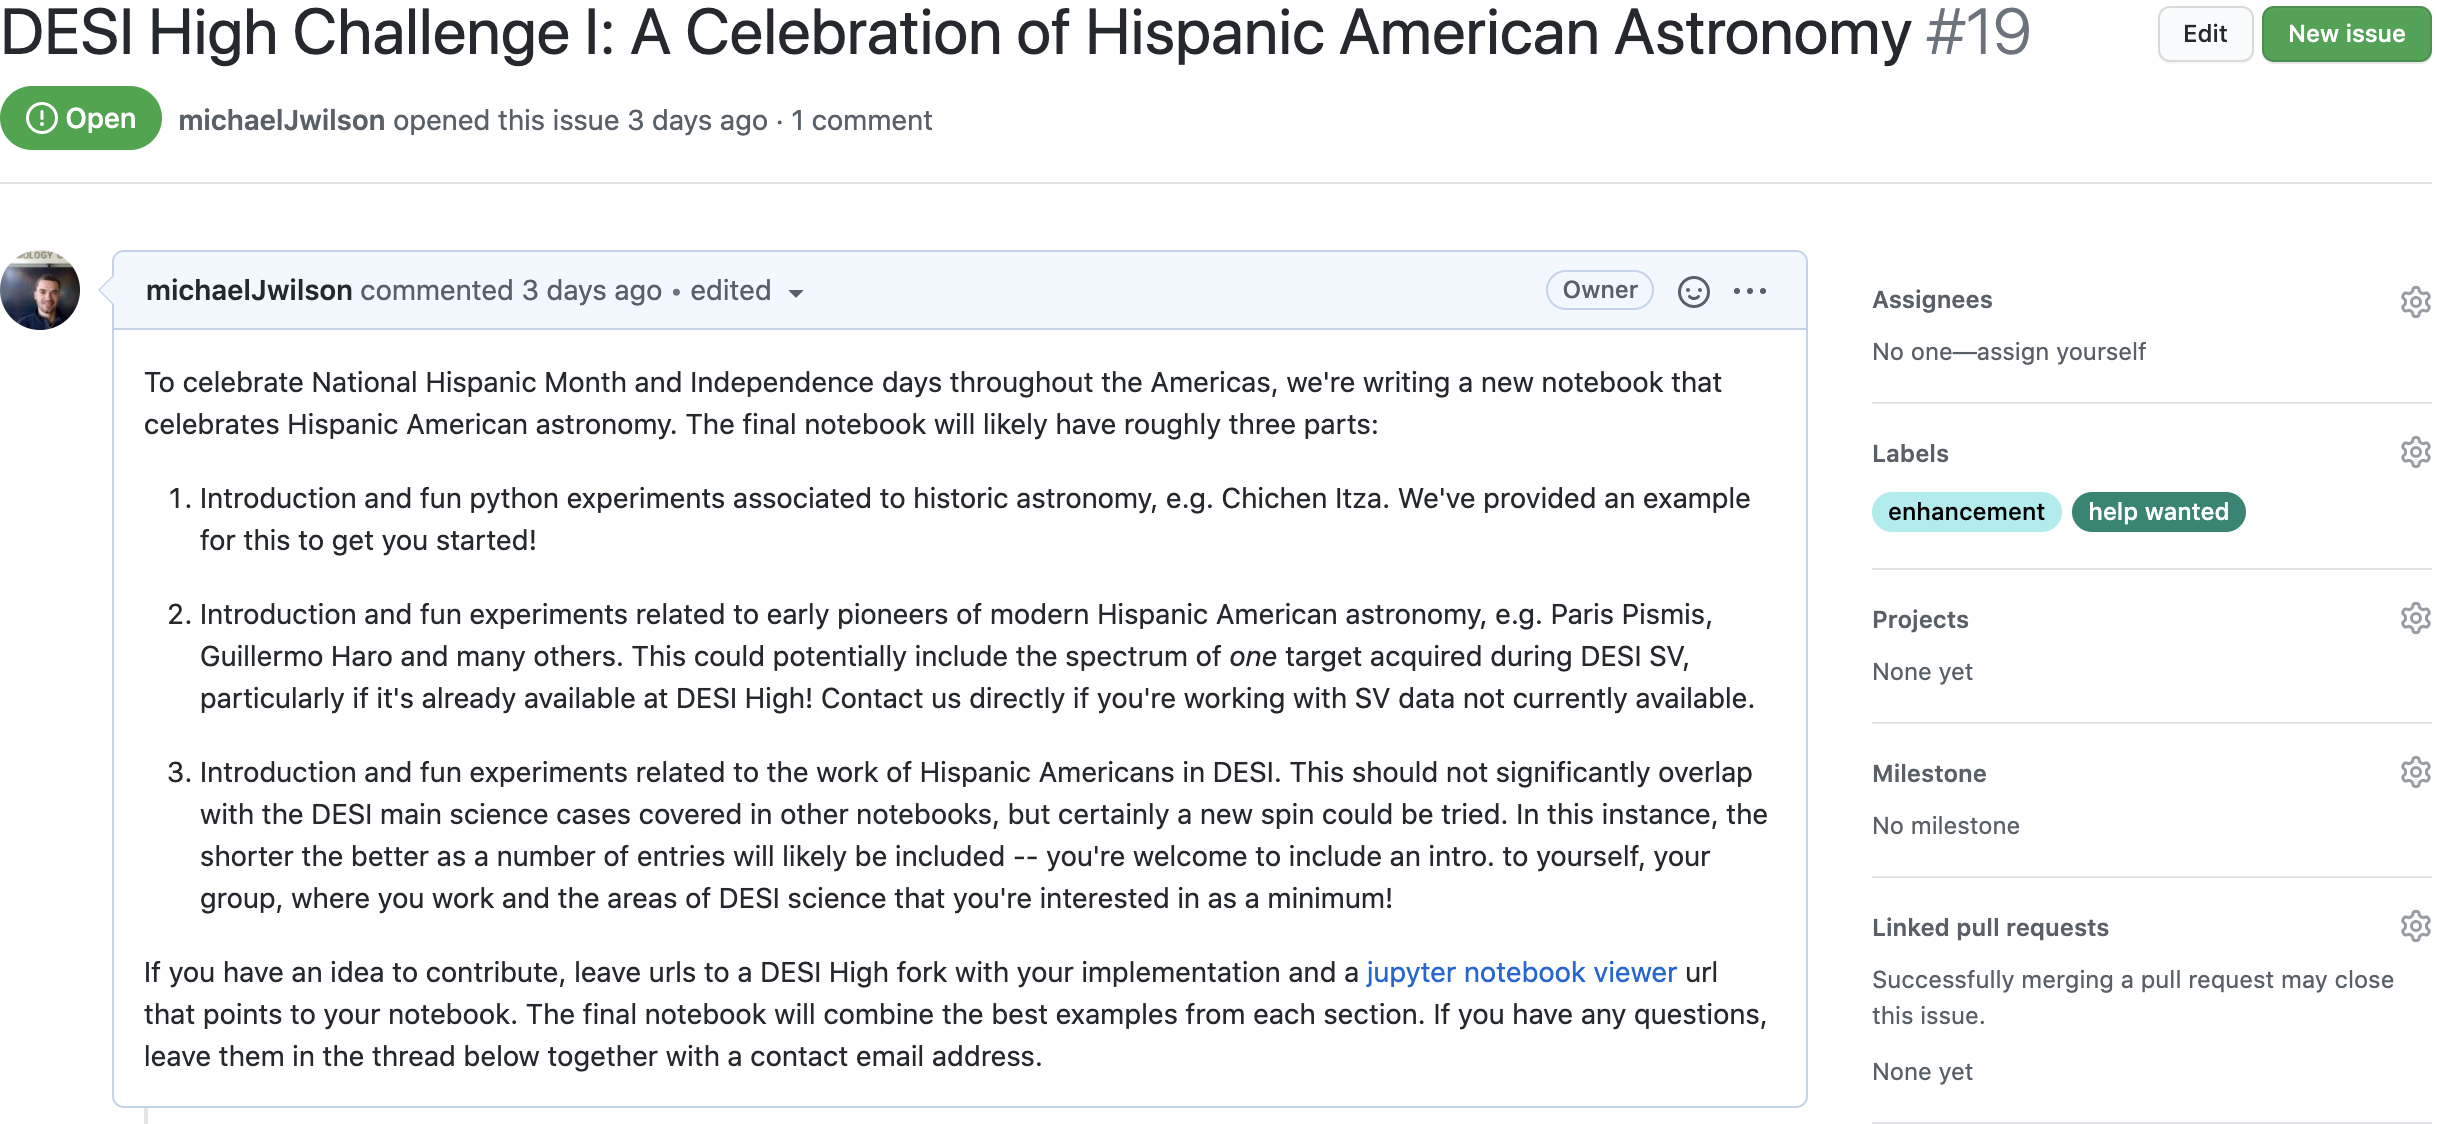 DESI High Challenge I: A Celebration of Hispanic American Astronomy #19
Edit
New issue
Open
michaelJwilson opened this issue 3 days ago · 1 comment
michaelJwilson commented 3 days ago • edited
Owner
To celebrate National Hispanic Month and Independence days throughout the Americas, we're writing a new notebook that
celebrates Hispanic American astronomy. The final notebook will likely have roughly three parts:
1. Introduction and fun python experiments associated to historic astronomy, e.g. Chichen Itza. We've provided an example
for this to get you started!
2. Introduction and fun experiments related to early pioneers of modern Hispanic American astronomy, e.g. Paris Pismis,
Guillermo Haro and many others. This could potentially include the spectrum of one target acquired during DESI SV,
particularly if it's already available at DESI High! Contact us directly if you're working with SV data not currently available.
3. Introduction and fun experiments related to the work of Hispanic Americans in DESI. This should not significantly overlap
with the DESI main science cases covered in other notebooks, but certainly a new spin could be tried. In this instance, the
shorter the better as a number of entries will likely be included -- you're welcome to include an intro. to yourself, your
group, where you work and the areas of DESI science that you're interested in as a minimum!
If you have an idea to contribute, leave urls to a DESI High fork with your implementation and a jupyter notebook viewer url
that points to your notebook. The final notebook will combine the best examples from each section. If you have any questions,
leave them in the thread below together with a contact email address.
Assignees
No one—assign yourself
Labels
enhancement
help wanted
Projects
None yet
Milestone
No milestone
Linked pull requests
Successfully merging a pull request may close
this issue.
None yet